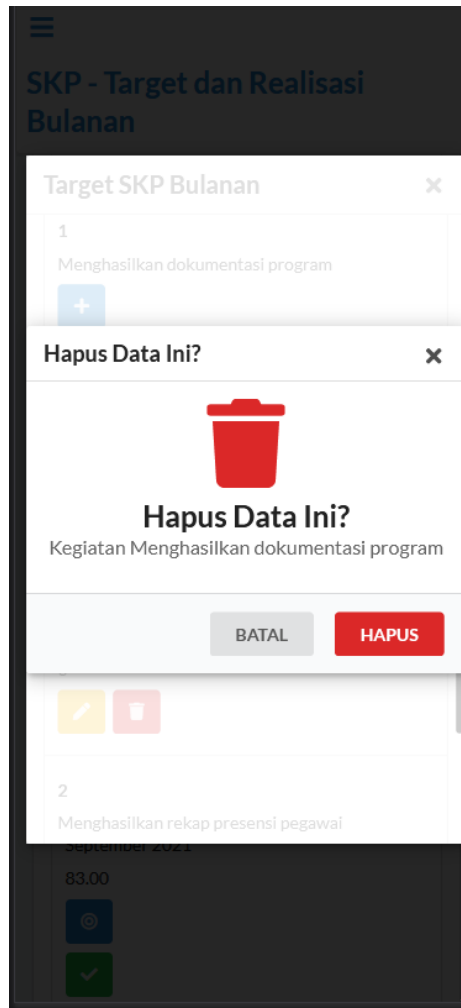 SKP - Target dan Realisasi
Bulanan
Target SKP Bulanan
1
Menghasilkan dokumentasi program
Hapus Data Ini?
Hapus Data Ini?
Kegiatan Menghasilkan dokumentasi program
BATAL
HAPUS
2
Menghasilkan rekap presensi pegawai
September 2021
83.00